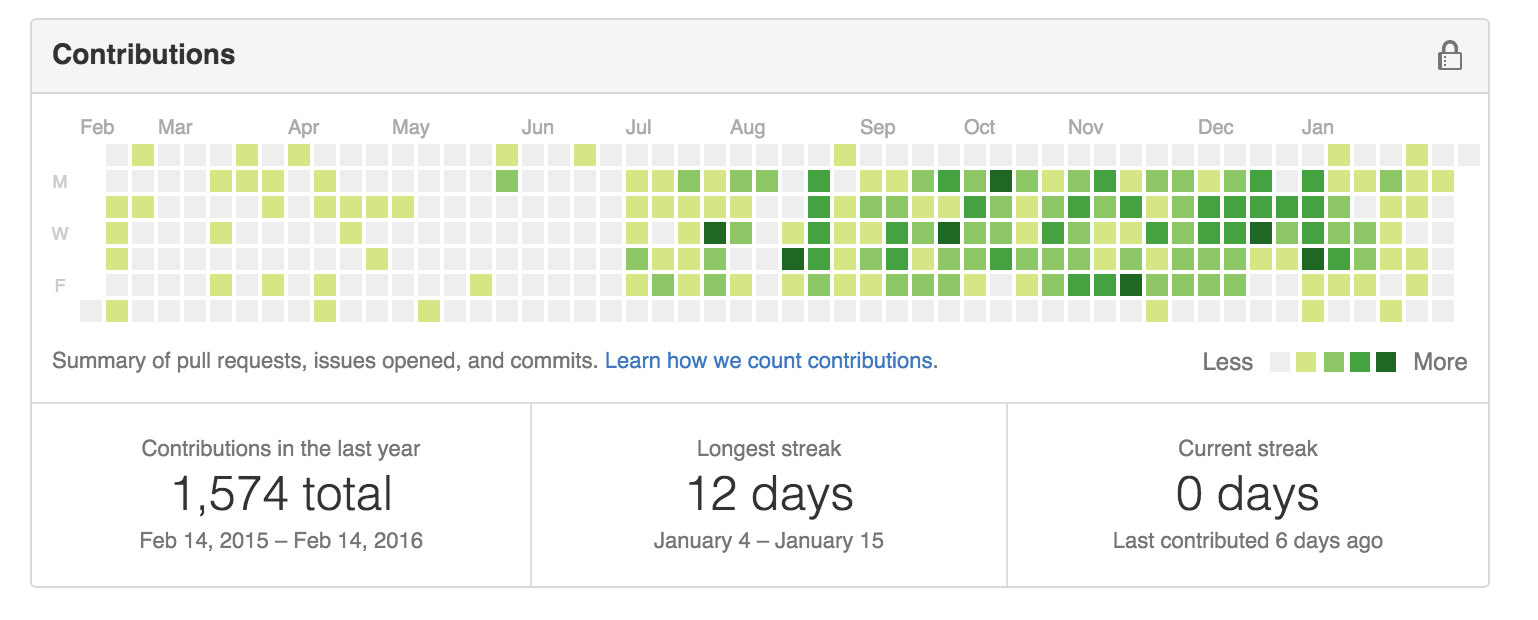 Contributions
Feb Mar Apr May Jun Jul Aug Sep Oct Nov Dec Jan
M
W
F
Summary of pull requests, issues opened, and commits. Learn how we count contributions. Less More
Contributions in the last year Longest streak Current streak
1,574 total 12 days 0 days
Feb 14, 2015 – Feb 14, 2016 January 4 – January 15 Last contributed 6 days ago